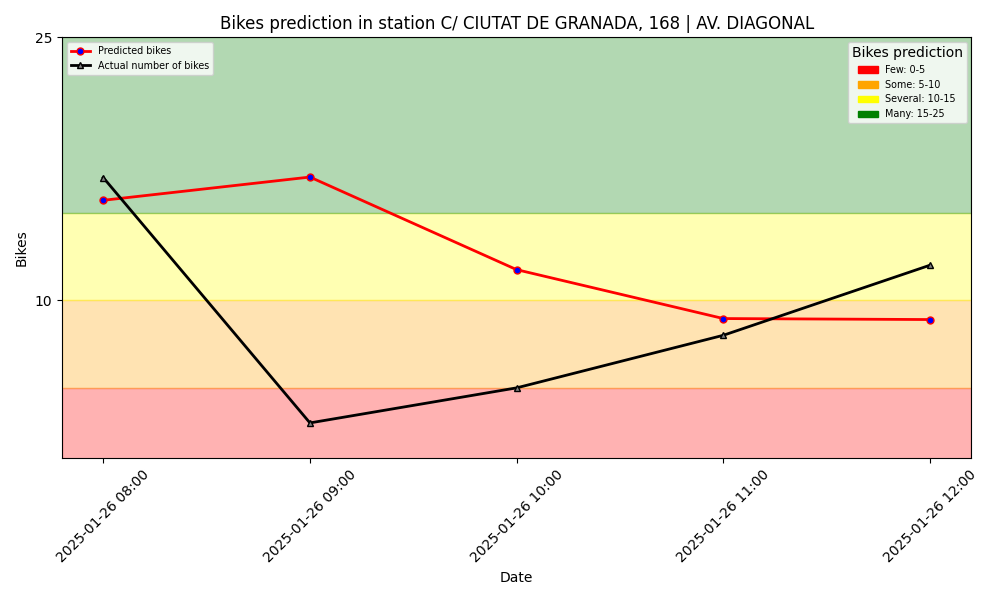 Bikes prediction in station C/ CIUTAT DE GRANADA, 168 | AV. DIAGONAL
25
Predicted bikes
Actual number of bikes
Bikes prediction
Few: 0-5
Some: 5-10
Several: 10-15
Many: 15-25
Bikes
10
2025-01-26 08:00
2025-01-26 09:00
2025-01-26 10:00
2025-01-26 11:00
2025-01-26 12:00
Date